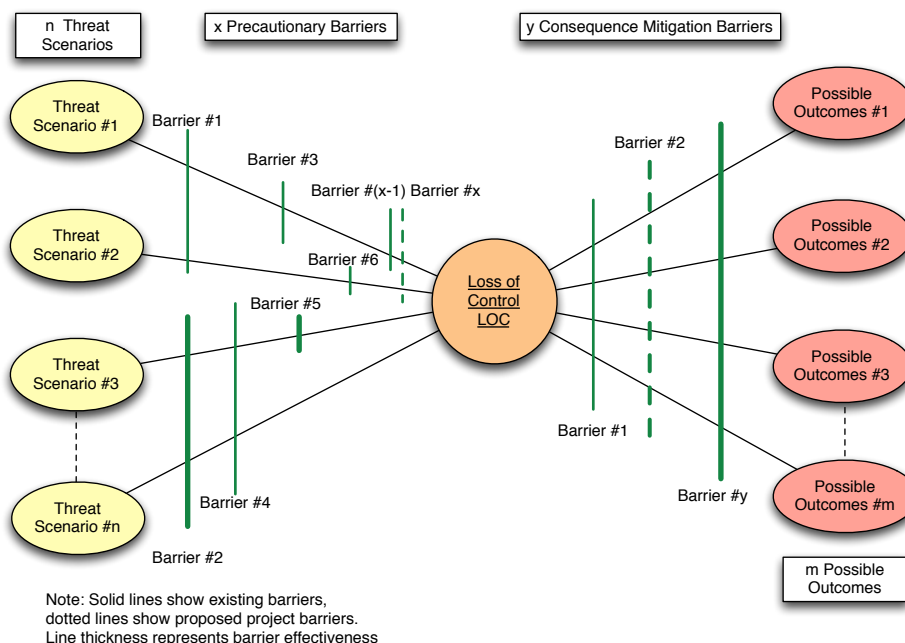 n Threat
Scenarios
x Precautionary Barriers
y Consequence Mitigation Barriers
Threat
Scenario #1
Threat
Scenario #2
Threat
Scenario #3
Threat
Scenario #n
Barrier #1
Barrier #3
Barrier #(x-1) Barrier #x
Barrier #6
Barrier #5
Barrier #4
Barrier #2
Loss of
Control
LOC
Barrier #2
Barrier #1
Barrier #y
Possible
Outcomes #1
Possible
Outcomes #2
Possible
Outcomes #3
Possible
Outcomes #m
m Possible
Outcomes
Note: Solid lines show existing barriers,
dotted lines show proposed project barriers.
Line thickness represents barrier effectiveness